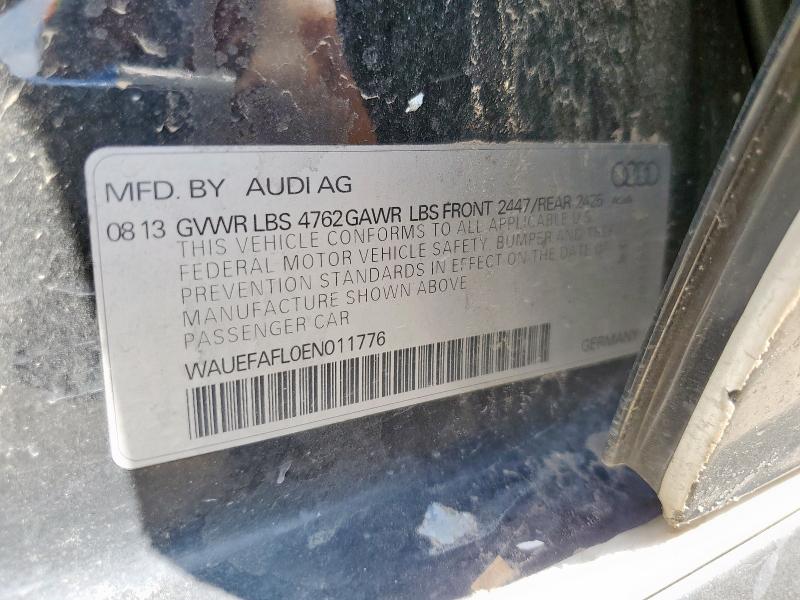 MFD. BY AUDI AG
08 13 GVWR LBS 4762 GAWR LBS FRONT 2447/REAR 2425
THIS VEHICLE CONFORMS TO ALL APPLICABLE U.S.
FEDERAL MOTOR VEHICLE SAFETY, BUMPER AND THEFT
PREVENTION STANDARDS IN EFFECT ON THE DATE OF
MANUFACTURE SHOWN ABOVE
PASSENGER CAR
WAUEFAFL0EN011776
GERMANY